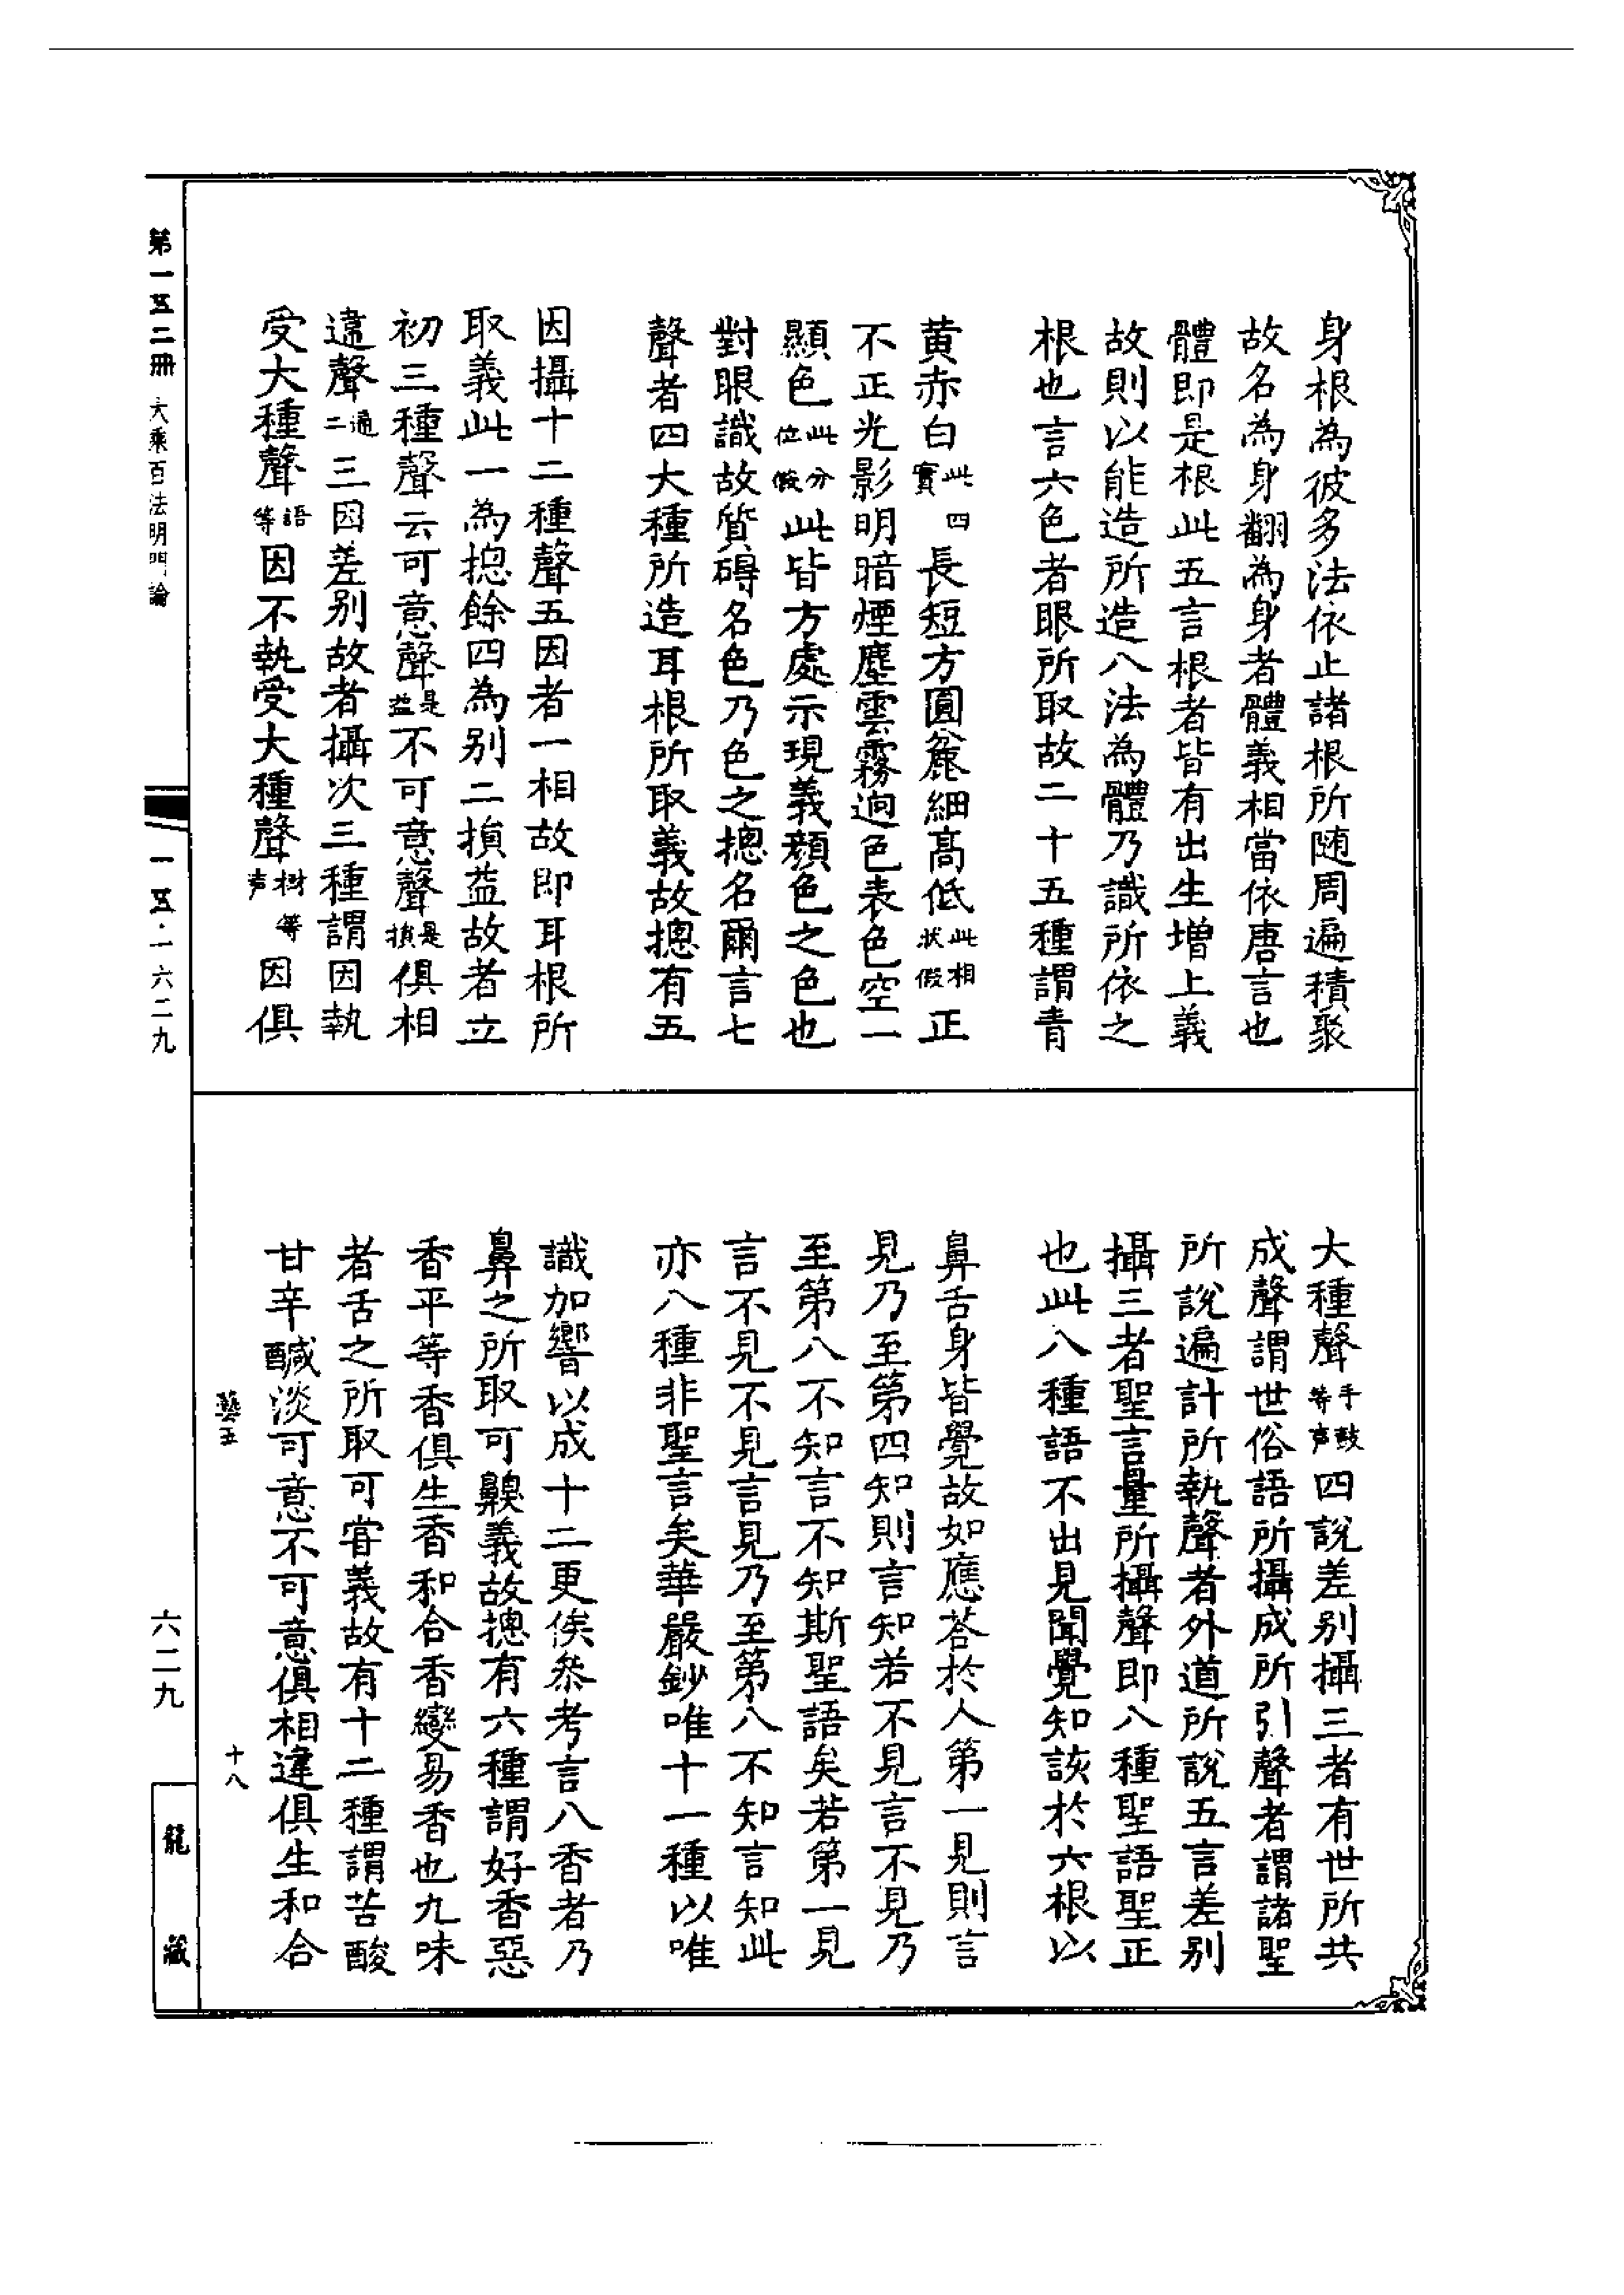 身根為彼多法依止諸根所随周遍積聚
故名為身翻為身者體義相當依唐言也
體即是根此五言根者皆有出生增上義
故則以能造所造八法為體乃識所依之
根也言六色者眼所取故二十五種謂青
黄赤白此四實長短方圓麄細髙低此相狀假正
不正光影明暗煙塵雲霧逈色表色空一
顯色此分位假此皆方處示現義顏色之色也
對眼識故質碍名色乃色之摠名爾言七
聲者四大種所造耳根所取義故摠有五
因攝十二種聲五因者一相故即耳根所
取義此一為揔餘四為别二損益故者立
初三種聲云可意聲是益不可意聲是損俱相
違聲通二三因差别故者攝次三種謂因執
受大種聲語等因不執受大種聲樹等声因俱
大種聲手鼓等声四說差别攝三者有世所共
成聲謂世俗語所攝成所引聲者謂諸聖
所說遍計所執聲者外道所說五言差别
攝三者聖言量所攝聲即八種聖語聖正
也此八種語不出見聞覺知該於六根以
鼻舌身皆覺故如應荅於人第一見則言
見乃至第四知則言知若不見言不見乃
至第八不知言不知斯聖語矣若第一見
言不見不見言見乃至第八不知言知此
亦八種非聖言矣華嚴鈔唯十一種以唯
識加響以成十二更俟叅考言八香者乃
鼻之所取可齅義故摠有六種謂好香惡
香平等香俱生香和合香變易香也九味
者舌之所取可甞義故有十二種謂苦酸
甘辛醎淡可意不可意俱相違俱生和合
藝五
十八
第一五二冊 大乘百法明門論
一五·一六二九
六二九
龍藏